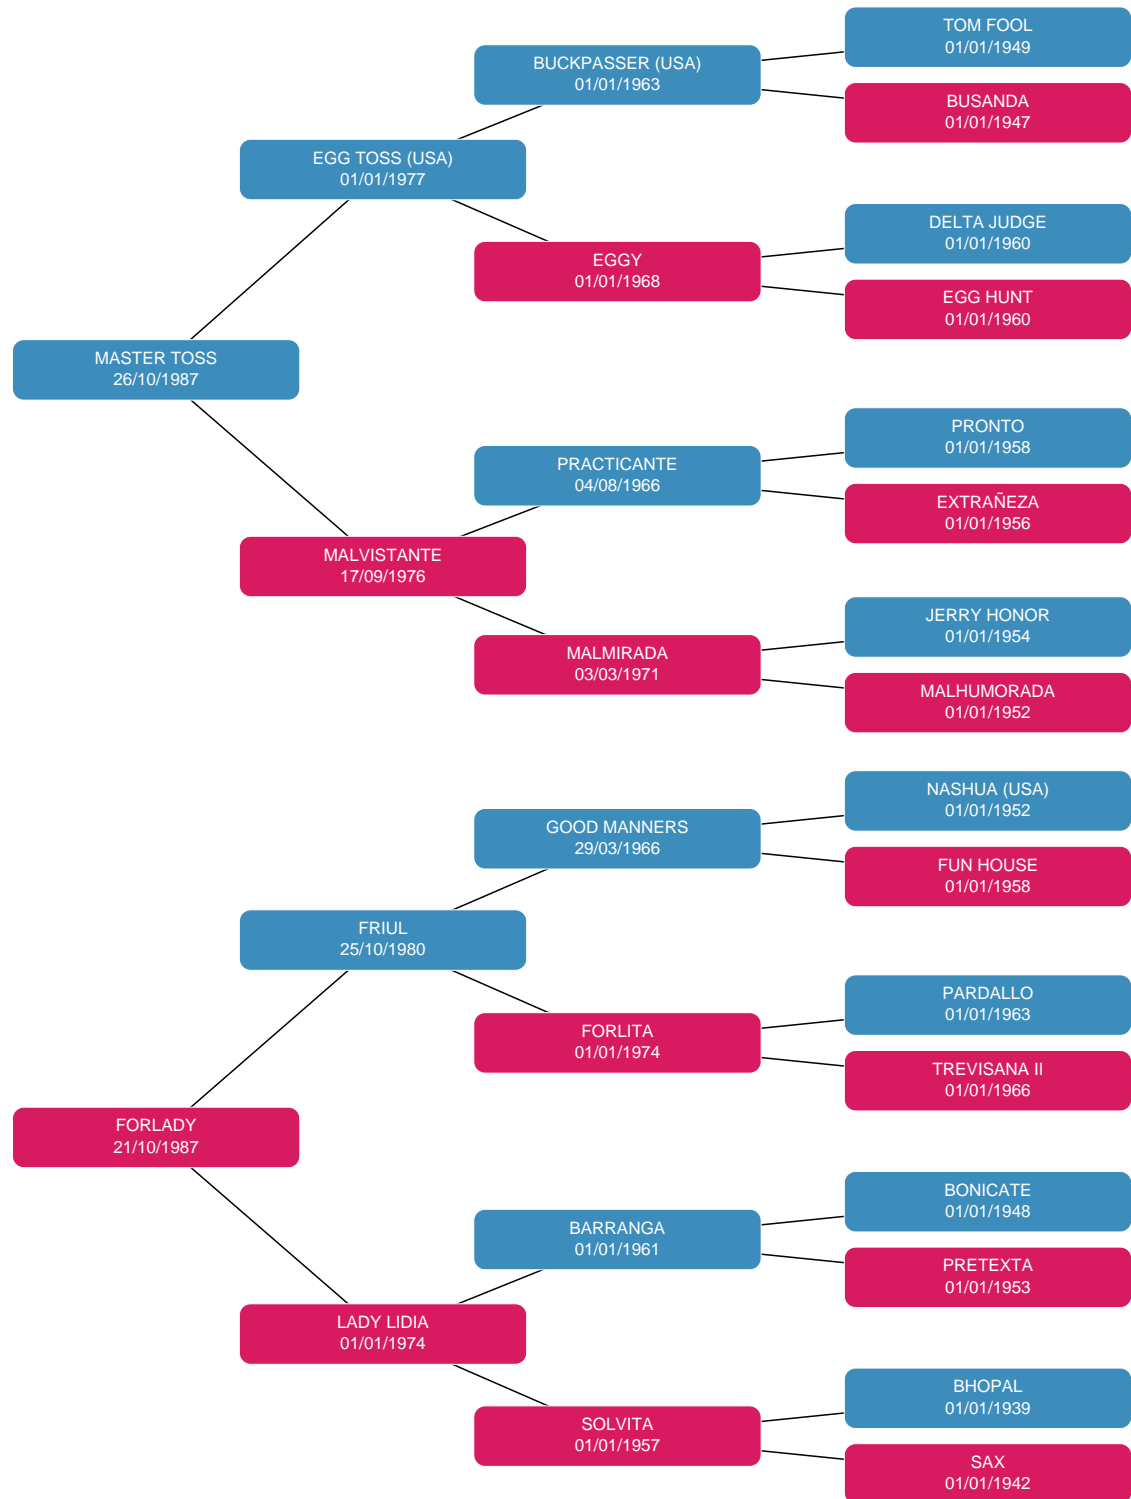 TOM FOOL
01/01/1949
BUCKPASSER (USA)
01/01/1963
BUSANDA
01/01/1947
EGG TOSS (USA)
01/01/1977
DELTA JUDGE
01/01/1960
EGGY
01/01/1968
EGG HUNT
01/01/1960
MASTER TOSS
26/10/1987
PRONTO
01/01/1958
PRACTICANTE
04/08/1966
EXTRAÑEZA
01/01/1956
MALVISTANTE
17/09/1976
JERRY HONOR
01/01/1954
MALMIRADA
03/03/1971
MALHUMORADA
01/01/1952
NASHUA (USA)
01/01/1952
GOOD MANNERS
29/03/1966
FUN HOUSE
01/01/1958
FRIUL
25/10/1980
PARDALLO
01/01/1963
FORLITA
01/01/1974
TREVISANA II
01/01/1966
FORLADY
21/10/1987
BONICATE
01/01/1948
BARRANGA
01/01/1961
PRETEXTA
01/01/1953
LADY LIDIA
01/01/1974
BHOPAL
01/01/1939
SOLVITA
01/01/1957
SAX
01/01/1942